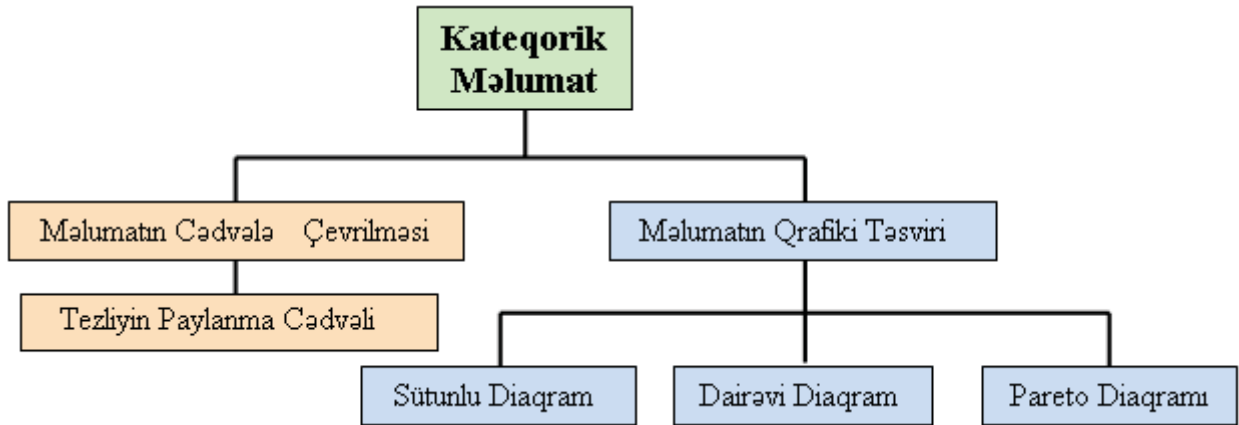 Kateqorik
Məlumat
Məlumatın Cədvələ Çevrilməsi
Məlumatın Qrafiki Təsviri
Tezliyin Paylanma Cədvəli
Sütunlu Diaqram
Dairəvi Diaqram
Pareto Diaqramı